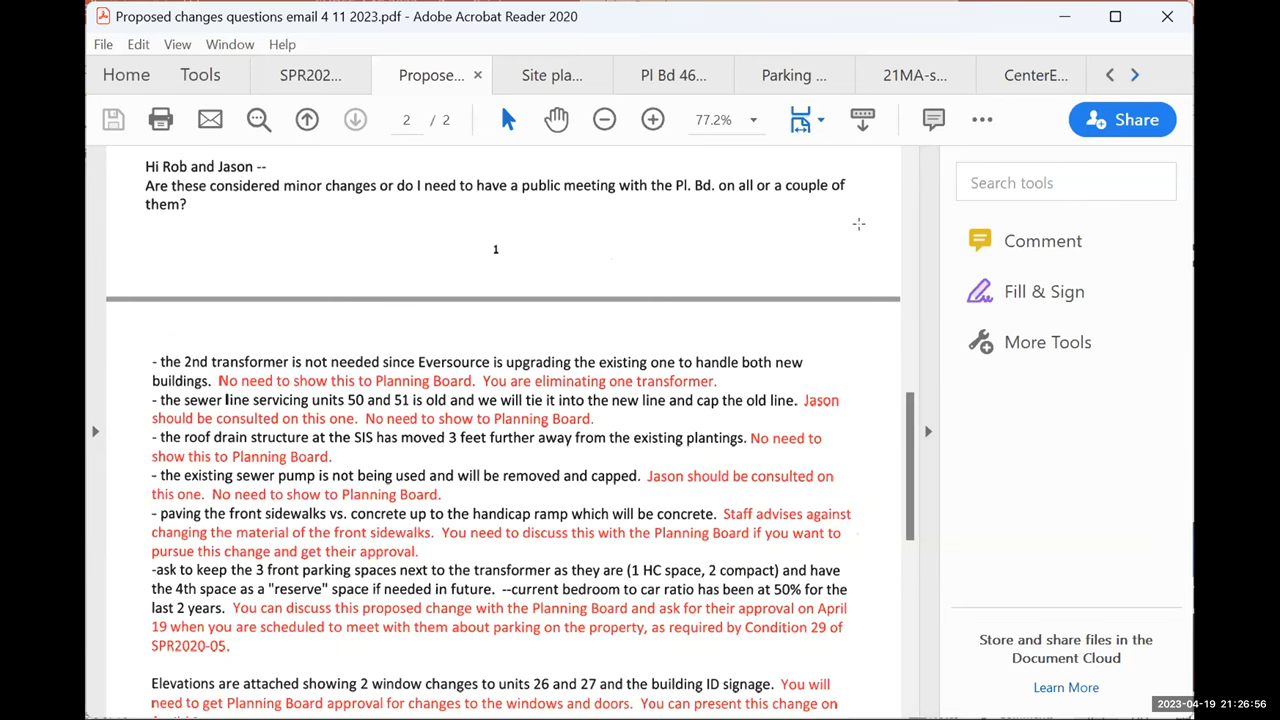 Proposed changes questions email 4 11 2023.pdf - Adobe Acrobat Reader 2020
File Edit View Window Help
Home Tools SPR202... Propose... × Site pla... Pl Bd 46... Parking ... 21MA-s... CenterE...
2 / 2 77.2% Share
Hi Rob and Jason --
Are these considered minor changes or do I need to have a public meeting with the Pl. Bd. on all or a couple of
them?
1
- the 2nd transformer is not needed since Eversource is upgrading the existing one to handle both new
buildings. No need to show this to Planning Board. You are eliminating one transformer.
- the sewer line servicing units 50 and 51 is old and we will tie it into the new line and cap the old line. Jason
should be consulted on this one. No need to show to Planning Board.
- the roof drain structure at the SIS has moved 3 feet further away from the existing plantings. No need to
show this to Planning Board.
- the existing sewer pump is not being used and will be removed and capped. Jason should be consulted on
this one. No need to show to Planning Board.
- paving the front sidewalks vs. concrete up to the handicap ramp which will be concrete. Staff advises against
changing the material of the front sidewalks. You need to discuss this with the Planning Board if you want to
pursue this change and get their approval.
-ask to keep the 3 front parking spaces next to the transformer as they are (1 HC space, 2 compact) and have
the 4th space as a "reserve" space if needed in future. --current bedroom to car ratio has been at 50% for the
last 2 years. You can discuss this proposed change with the Planning Board and ask for their approval on April
19 when you are scheduled to meet with them about parking on the property, as required by Condition 29 of
SPR2020-05.
Elevations are attached showing 2 window changes to units 26 and 27 and the building ID signage. You will
need to get Planning Board approval for changes to the windows and doors. You can present this change on
Search tools
Comment
Fill & Sign
More Tools
Store and share files in the
Document Cloud
Learn More
2023-04-19 21:26:56